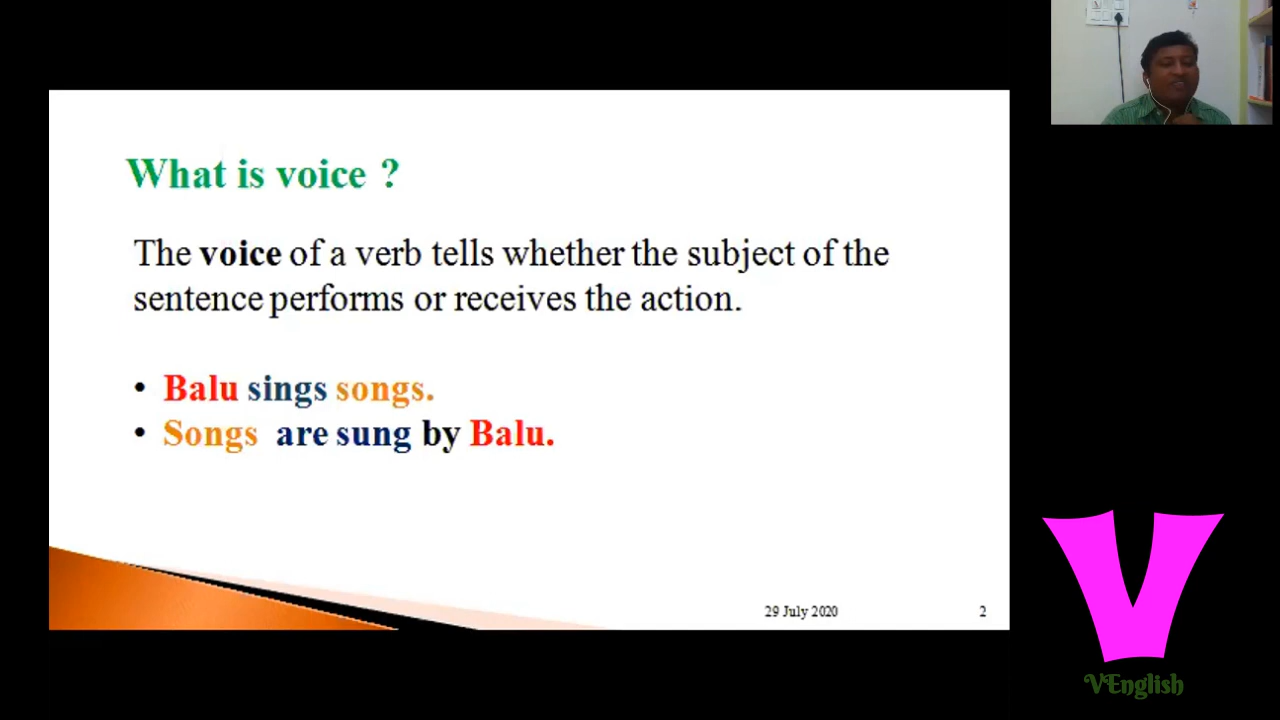 What is voice ?
The voice of a verb tells whether the subject of the
sentence performs or receives the action.
• Balu sings songs.
• Songs are sung by Balu.
29 July 2020 2
V
VEnglish